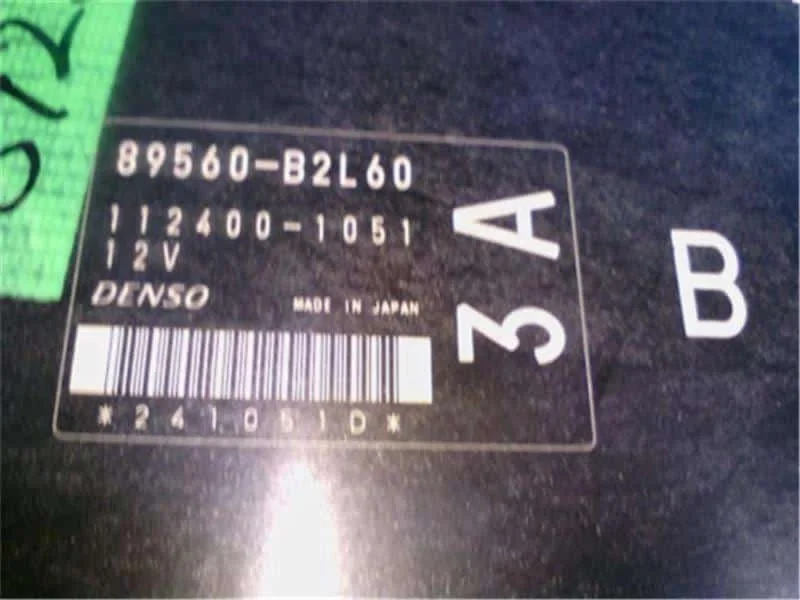 89560-B2L60
112400-1051
12V
DENSO MADE IN JAPAN
*241051D*
3A
B